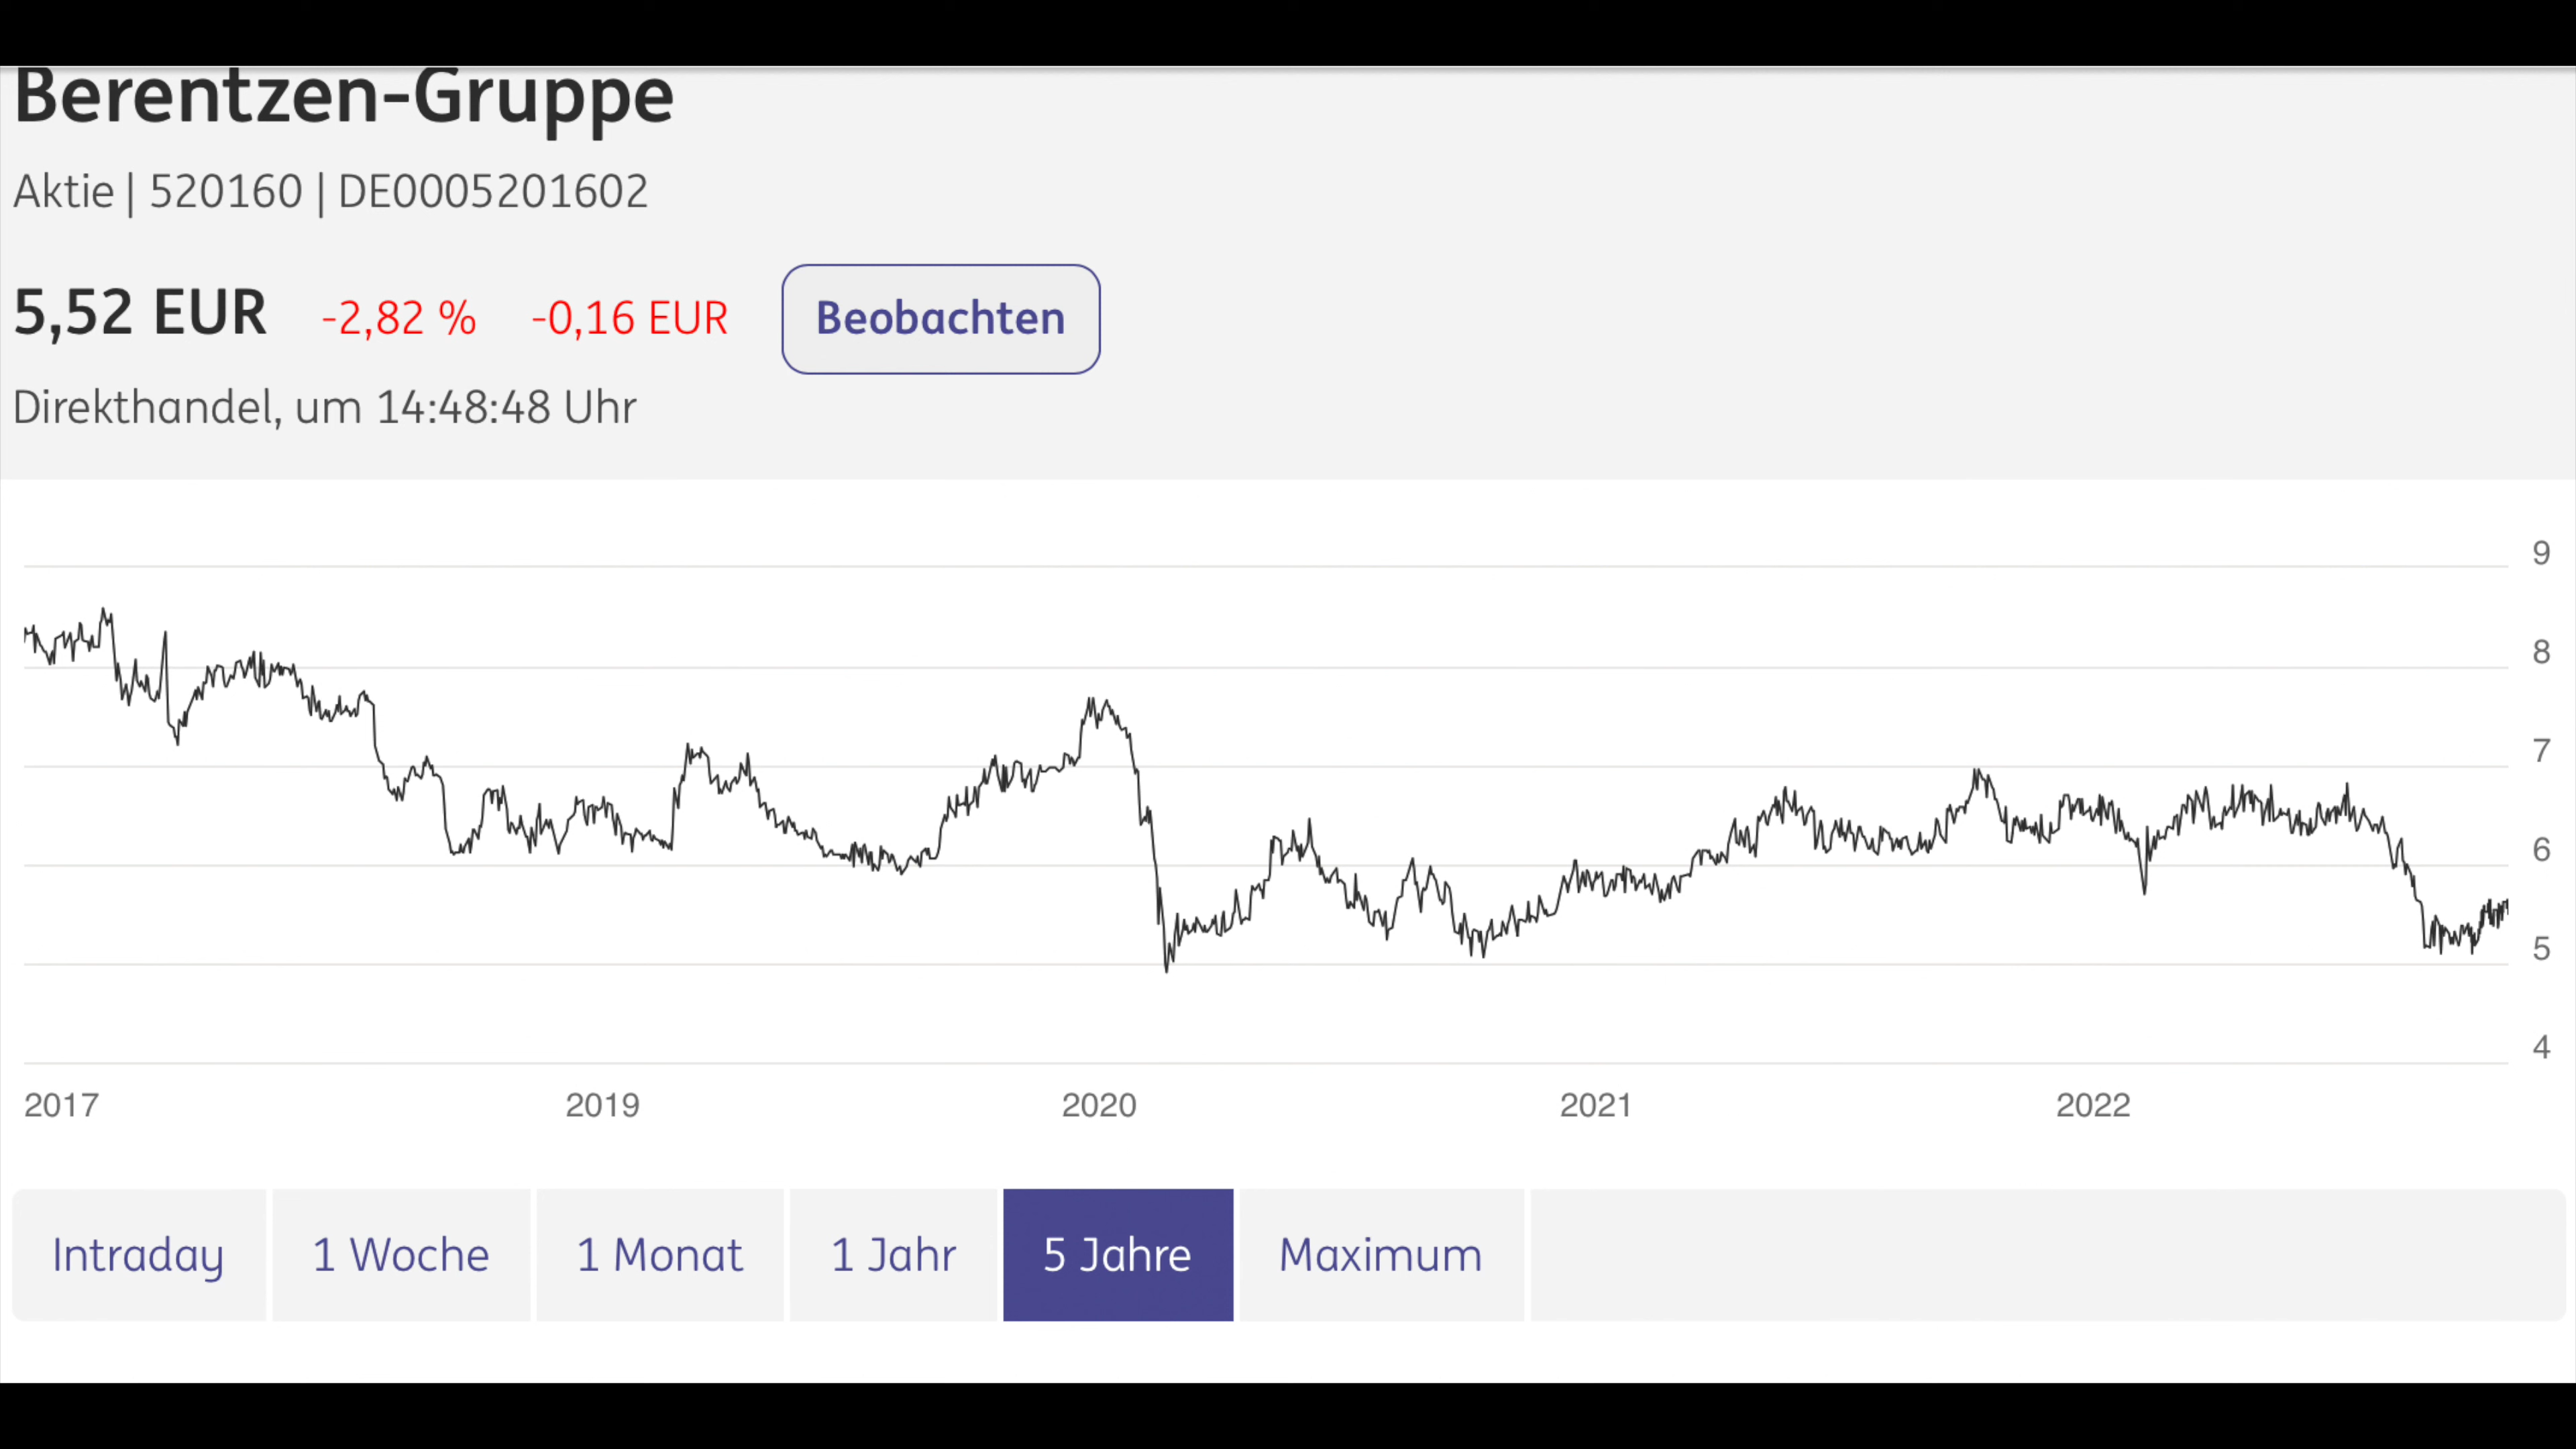 Berentzen-Gruppe
Aktie | 520160 | DE0005201602
5,52 EUR -2,82 % -0,16 EUR Beobachten
Direkthandel, um 14:48:48 Uhr
9
8
7
6
5
4
2017 2019 2020 2021 2022
Intraday 1 Woche 1 Monat 1 Jahr 5 Jahre Maximum